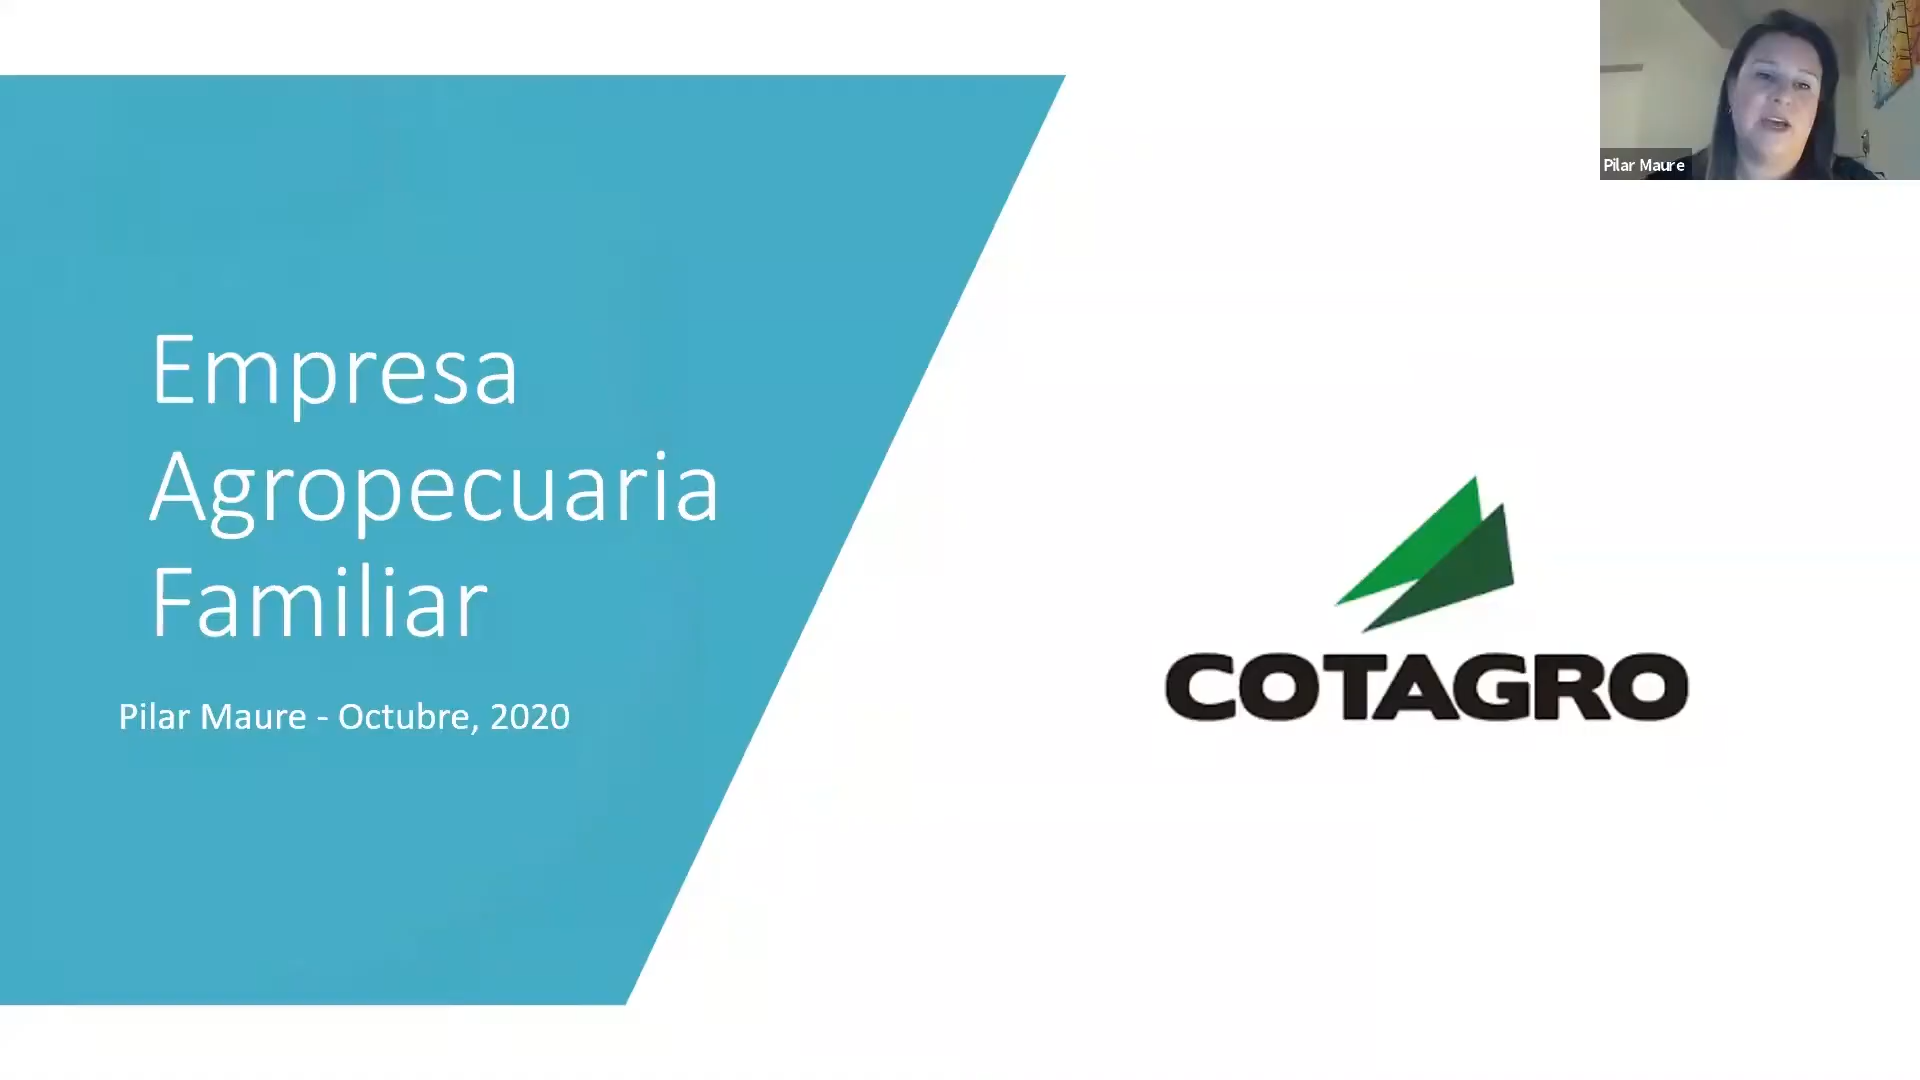 Empresa
Agropecuaria
Familiar
Pilar Maure - Octubre, 2020
COTAGRO
Pilar Maure